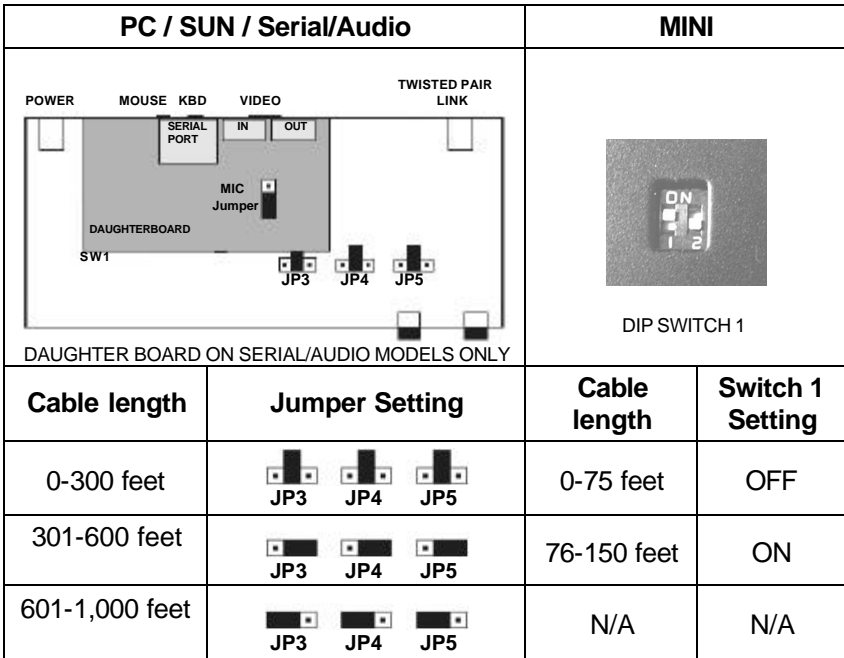 PC / SUN / Serial/Audio
MINI
POWER
MOUSE KBD
VIDEO
TWISTED PAIR
LINK
SERIAL
PORT
IN
OUT
MIC
Jumper
DAUGHTERBOARD
SW1
JP3 JP4 JP5
DAUGHTER BOARD ON SERIAL/AUDIO MODELS ONLY
ON
1 2
DIP SWITCH 1
Cable length
Jumper Setting
Cable
length
Switch 1
Setting
0-300 feet
JP3 JP4 JP5
0-75 feet
OFF
301-600 feet
JP3 JP4 JP5
76-150 feet
ON
601-1,000 feet
JP3 JP4 JP5
N/A
N/A